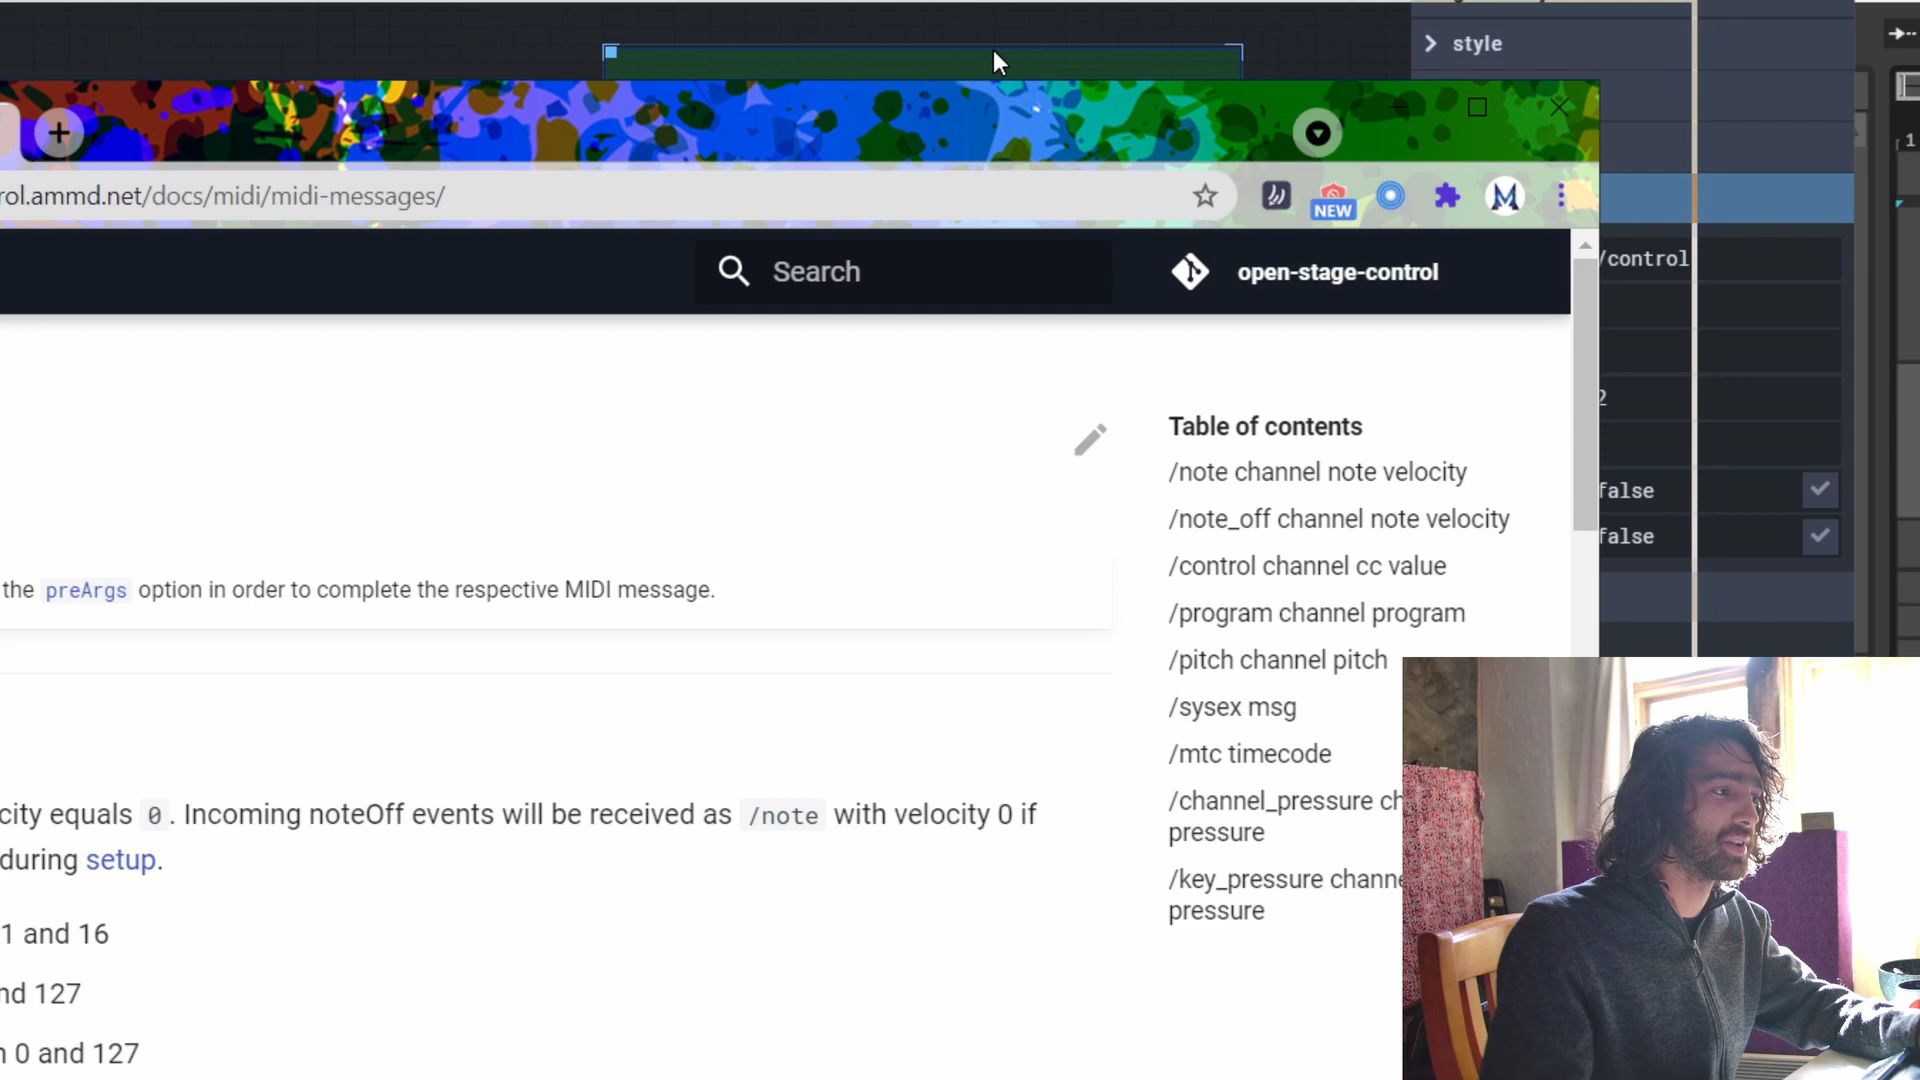 style
rol.ammd.net/docs/midi/midi-messages/
NEW
M
1
Search
open-stage-control
/control
Table of contents
/note channel note velocity
/note_off channel note velocity
/control channel cc value
/program channel program
/pitch channel pitch
/sysex msg
/mtc timecode
/channel_pressure ch
pressure
/key_pressure chann
pressure
2
false
false
the preArgs option in order to complete the respective MIDI message.
city equals 0. Incoming noteOff events will be received as /note with velocity 0 if
during setup.
1 and 16
nd 127
n 0 and 127